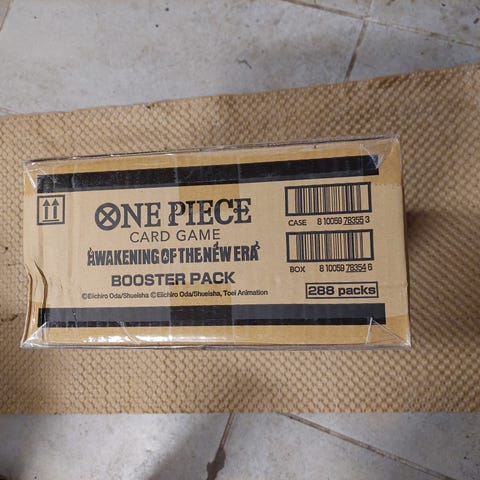 ONE PIECE
CARD GAME
AWAKENING OF THE NEW ERA
BOOSTER PACK
©Eiichiro Oda/Shueisha ©Eiichiro Oda/Shueisha, Toei Animation
CASE 8 10059 78355 3
BOX 8 10059 78354 6
288 packs